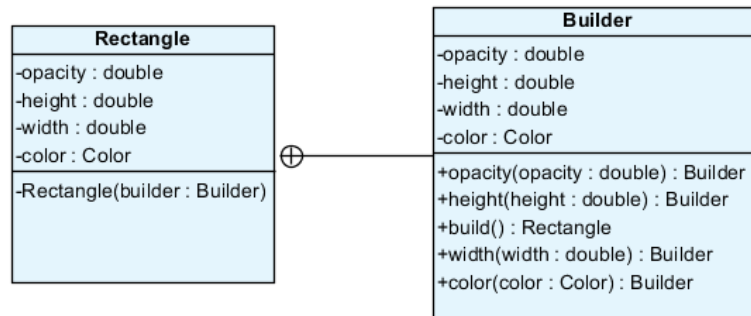 Rectangle
-opacity : double
-height : double
-width : double
-color : Color
-Rectangle(builder : Builder)
Builder
-opacity : double
-height : double
-width : double
-color : Color
+opacity(opacity : double) : Builder
+height(height : double) : Builder
+build() : Rectangle
+width(width : double) : Builder
+color(color : Color) : Builder